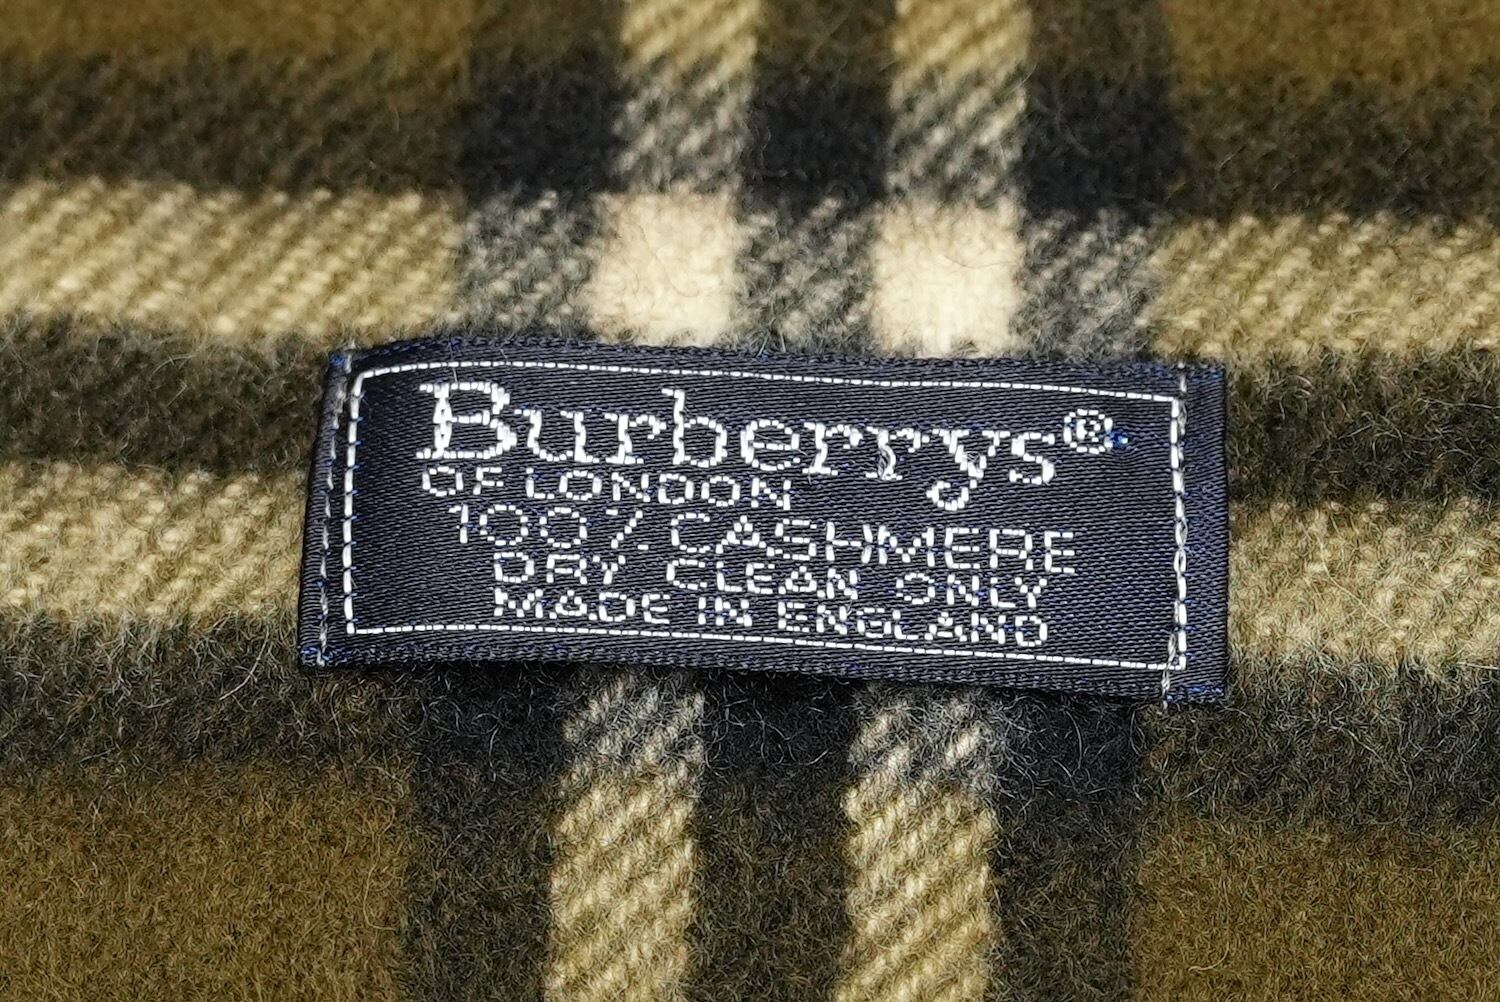 Burberrys®
OF LONDON
100% CASHMERE
DRY CLEAN ONLY
MADE IN ENGLAND